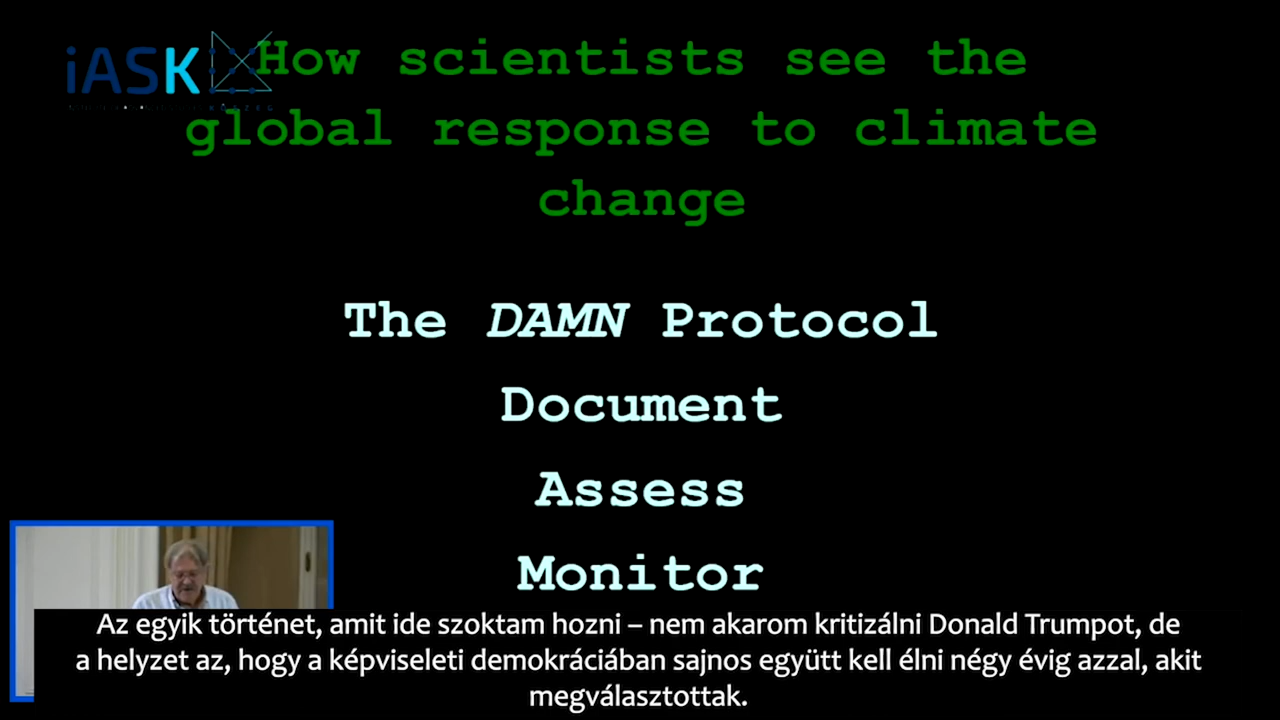 iASK
KŐSZEG
How scientists see the
global response to climate
change
The DAMN Protocol
Document
Assess
Monitor
Az egyik történet, amit ide szoktam hozni – nem akarom kritizálni Donald Trumpot, de
a helyzet az, hogy a képviseleti demokráciában sajnos együtt kell élni négy évig azzal, akit
megválasztottak.